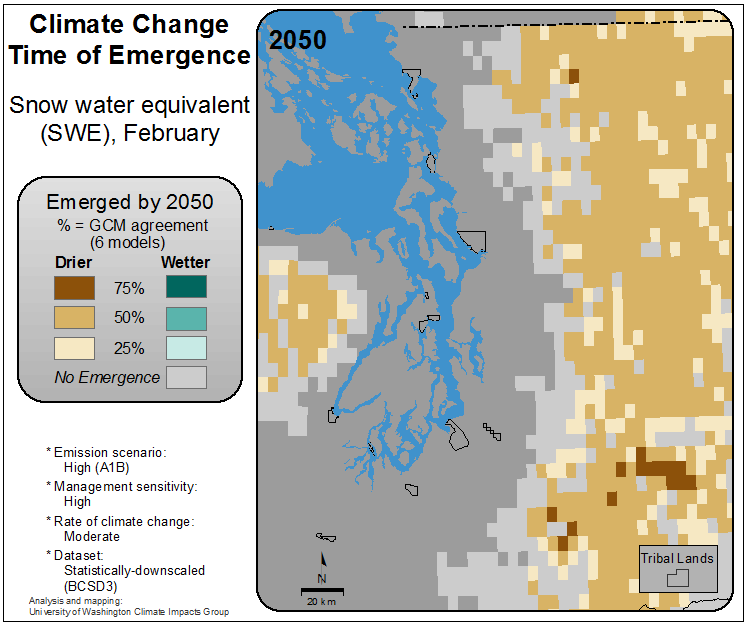 Climate Change
Time of Emergence
Snow water equivalent
(SWE), February
Emerged by 2050
% = GCM agreement
(6 models)
Drier Wetter
75%
50%
25%
No Emergence
* Emission scenario:
High (A1B)
* Management sensitivity:
High
* Rate of climate change:
Moderate
* Dataset:
Statistically-downscaled
(BCSD3)
Analysis and mapping:
University of Washington Climate Impacts Group
2050
N
20 km
Tribal Lands